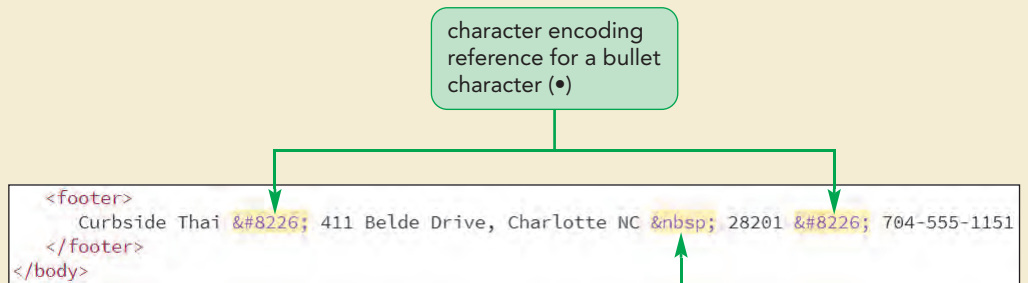 character encoding
reference for a bullet
character (•)
<footer>
Curbside Thai &#8226; 411 Belde Drive, Charlotte NC &nbsp; 28201 &#8226; 704-555-1151
</footer>
</body>